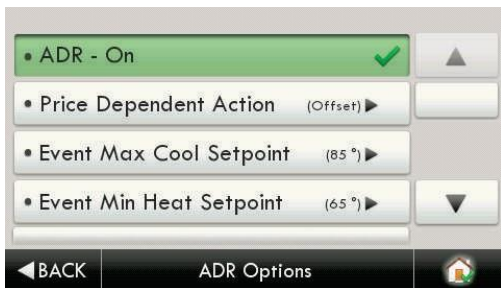 • ADR - On
• Price Dependent Action (Offset)
• Event Max Cool Setpoint (85 °)
• Event Min Heat Setpoint (65 °)
BACK ADR Options